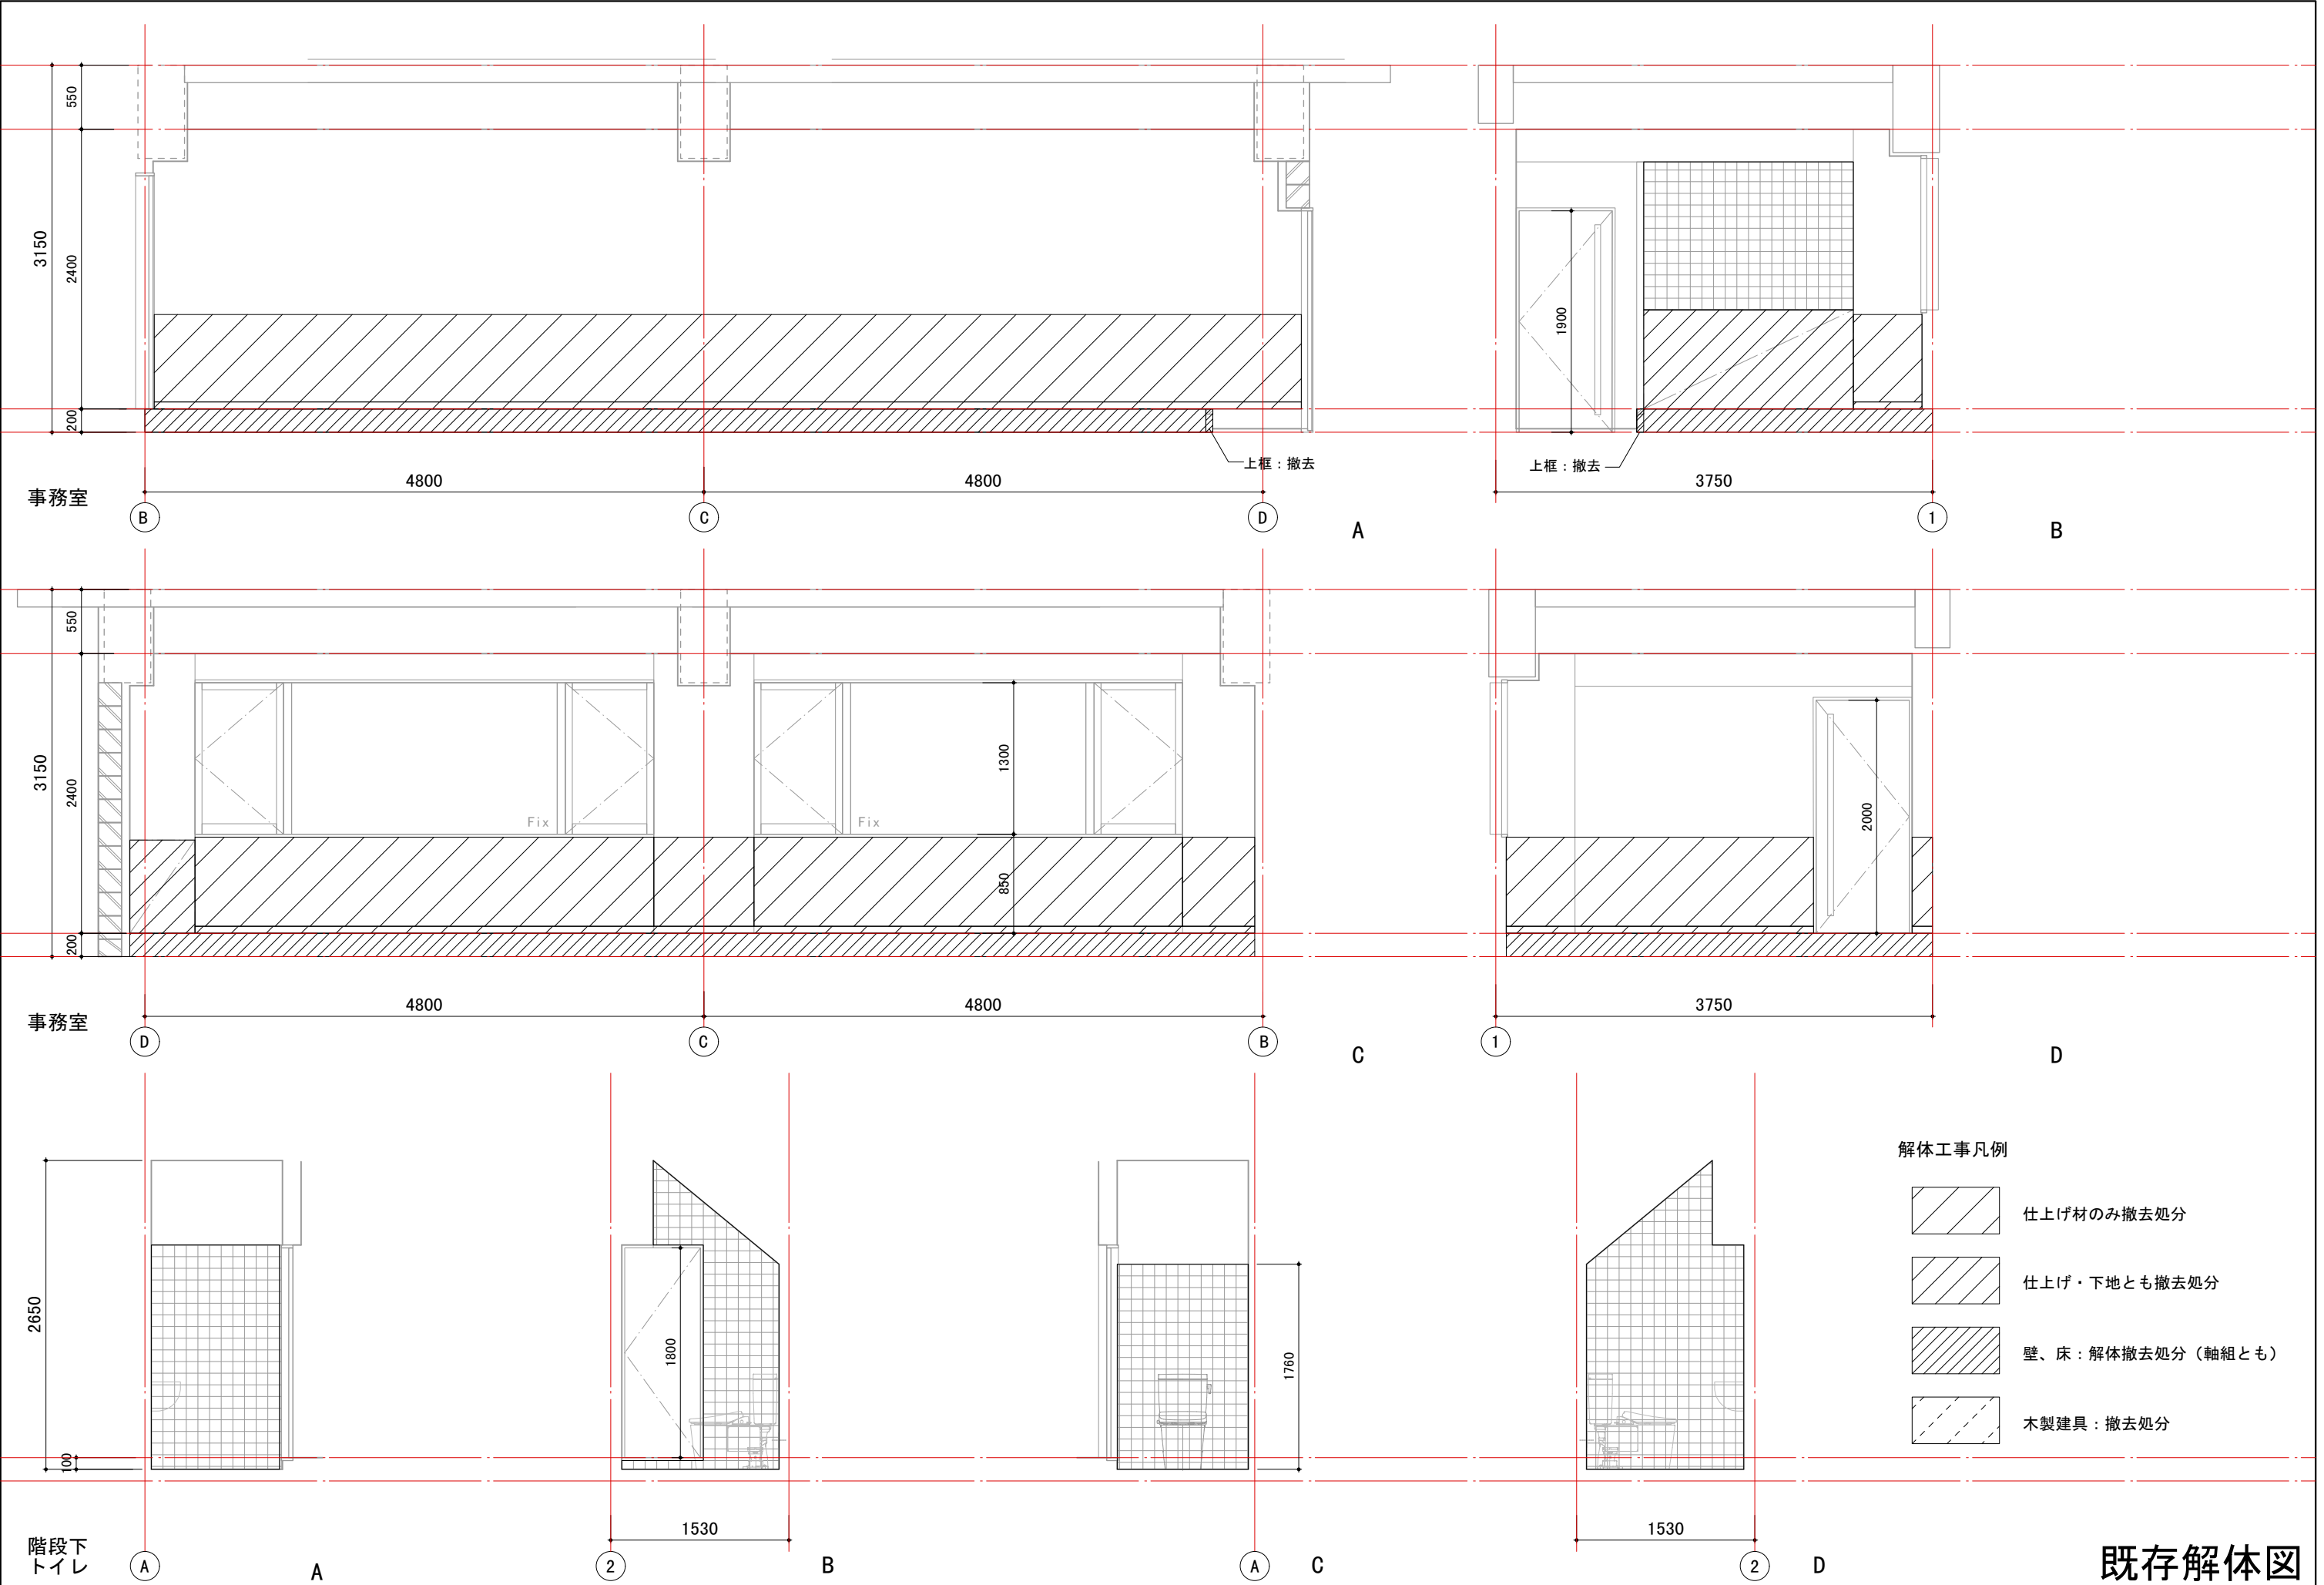 550
3150
2400
200
1900
上框：撤去
上框：撤去
4800
4800
3750
事務室
B
C
D
1
A
B
550
3150
2400
200
1300
850
Fix
Fix
2000
4800
4800
3750
事務室
D
C
B
1
C
D
2650
100
1800
1760
1530
1530
階段下
トイレ
A
A
2
B
A
C
2
D
解体工事凡例
仕上げ材のみ撤去処分
仕上げ・下地とも撤去処分
壁、床：解体撤去処分（軸組とも）
木製建具：撤去処分
既存解体図